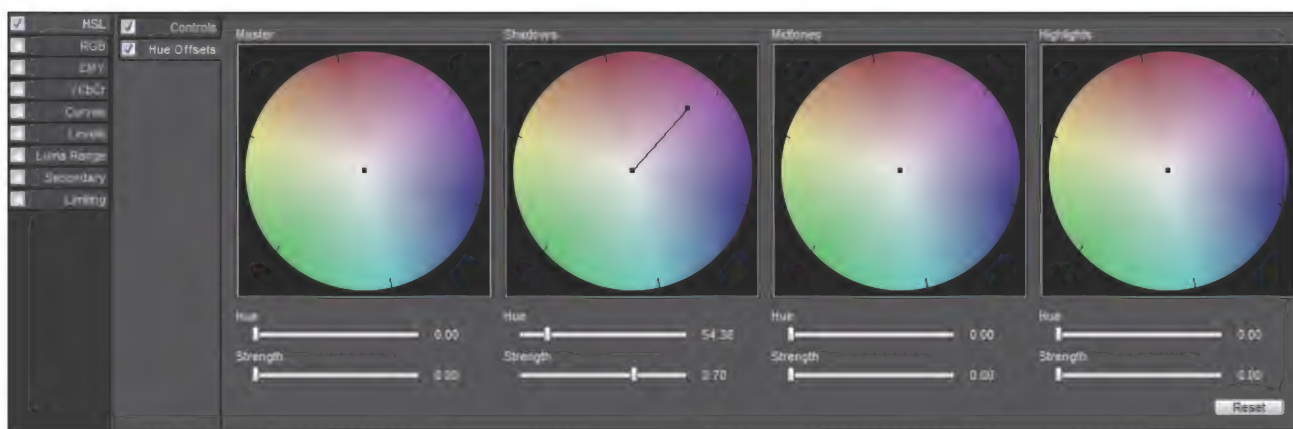 HSL
RGB
CMY
YCbCr
Curves
Levels
Luma Range
Secondary
Limiting
Controls
Hue Offsets
Master
Shadows
Midtones
Highlights
Hue 0.00
Strength 0.00
Hue 54.38
Strength 0.70
Hue 0.00
Strength 0.00
Hue 0.00
Strength 0.00
Reset